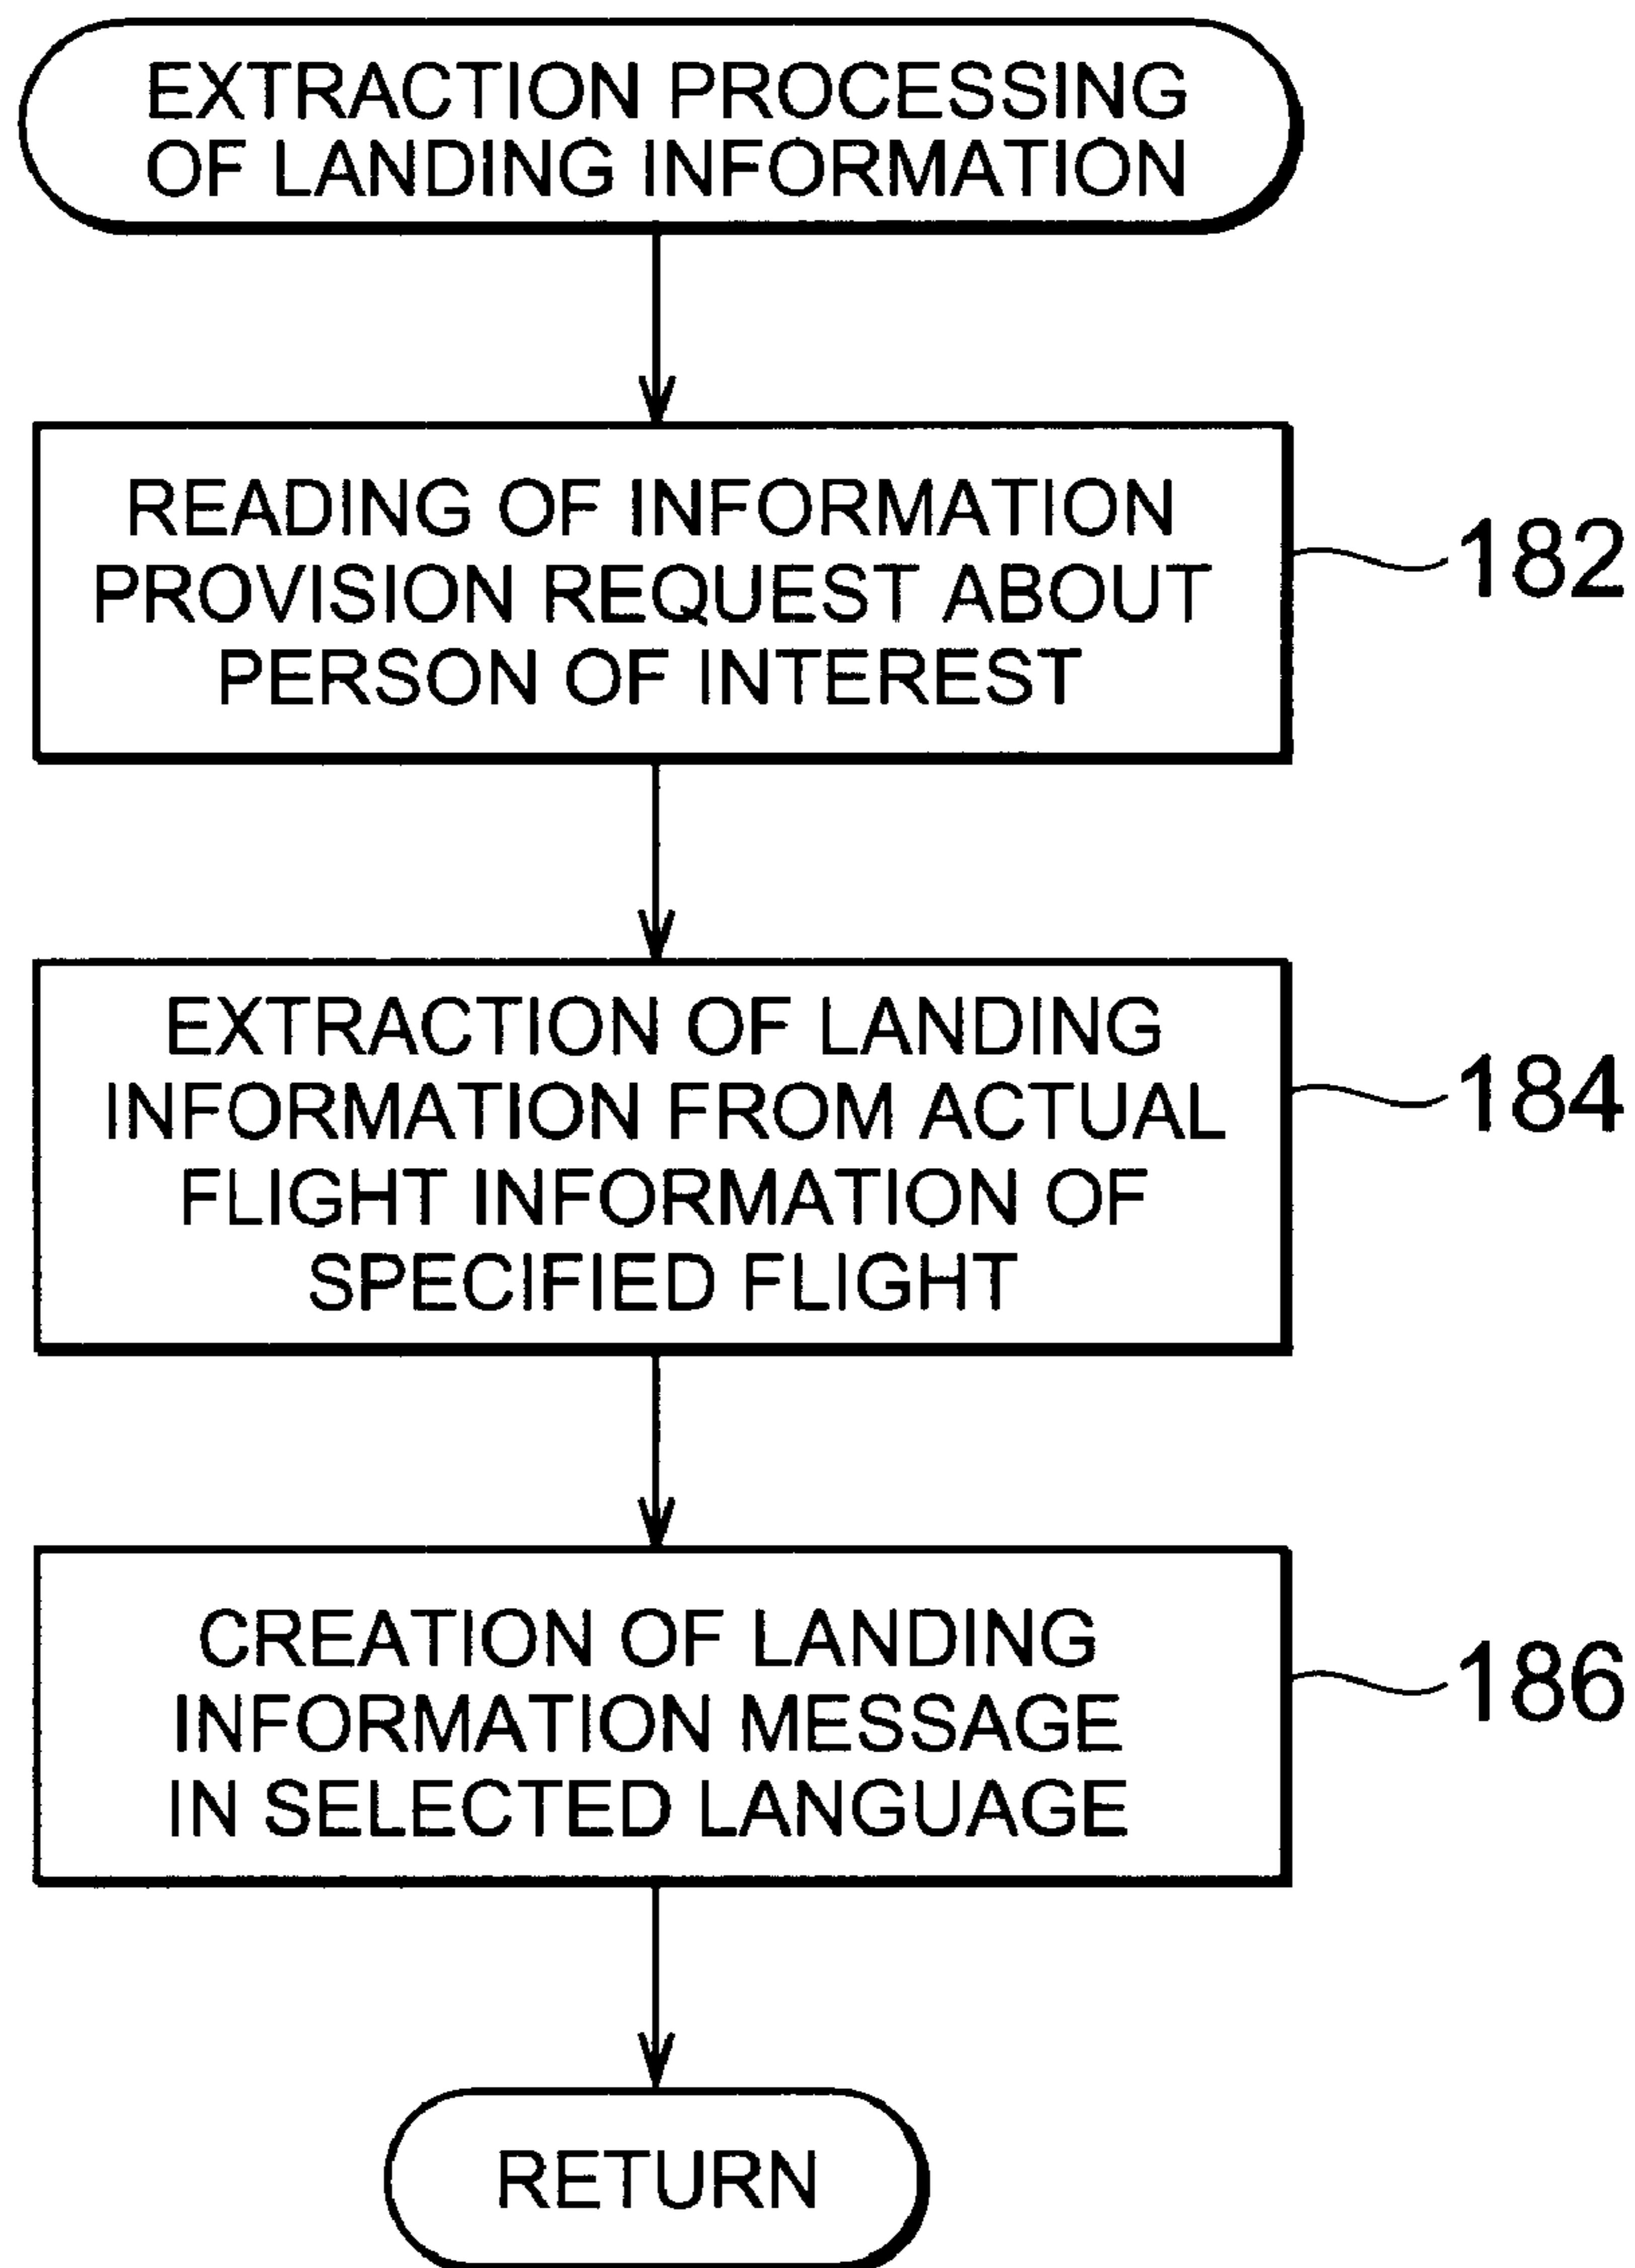 EXTRACTION PROCESSING
OF LANDING INFORMATION
READING OF INFORMATION
PROVISION REQUEST ABOUT
PERSON OF INTEREST
182
EXTRACTION OF LANDING
INFORMATION FROM ACTUAL
FLIGHT INFORMATION OF
SPECIFIED FLIGHT
184
CREATION OF LANDING
INFORMATION MESSAGE
IN SELECTED LANGUAGE
186
RETURN